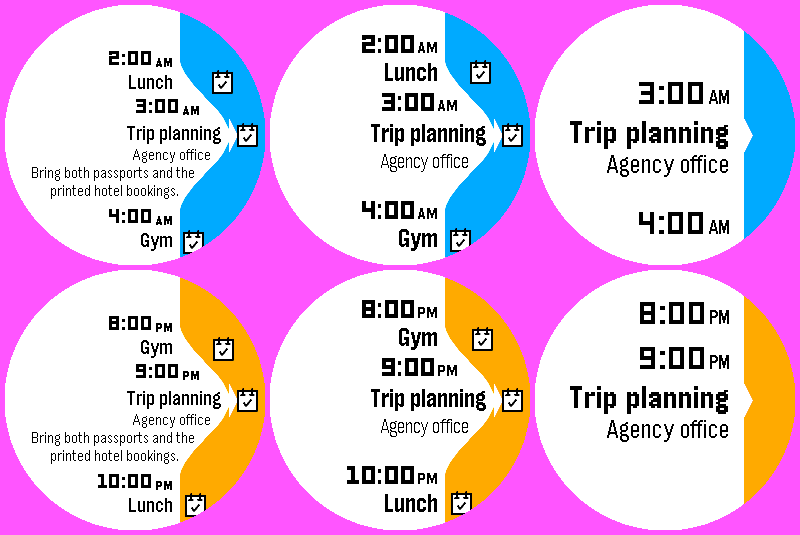 2:00 AM
Lunch
3:00 AM
Trip planning
Agency office
Bring both passports and the
printed hotel bookings.
4:00 AM
Gym
2:00 AM
Lunch
3:00 AM
Trip planning
Agency office
4:00 AM
Gym
3:00 AM
Trip planning
Agency office
4:00 AM
8:00 PM
Gym
9:00 PM
Trip planning
Agency office
Bring both passports and the
printed hotel bookings.
10:00 PM
Lunch
8:00 PM
Gym
9:00 PM
Trip planning
Agency office
10:00 PM
Lunch
8:00 PM
9:00 PM
Trip planning
Agency office